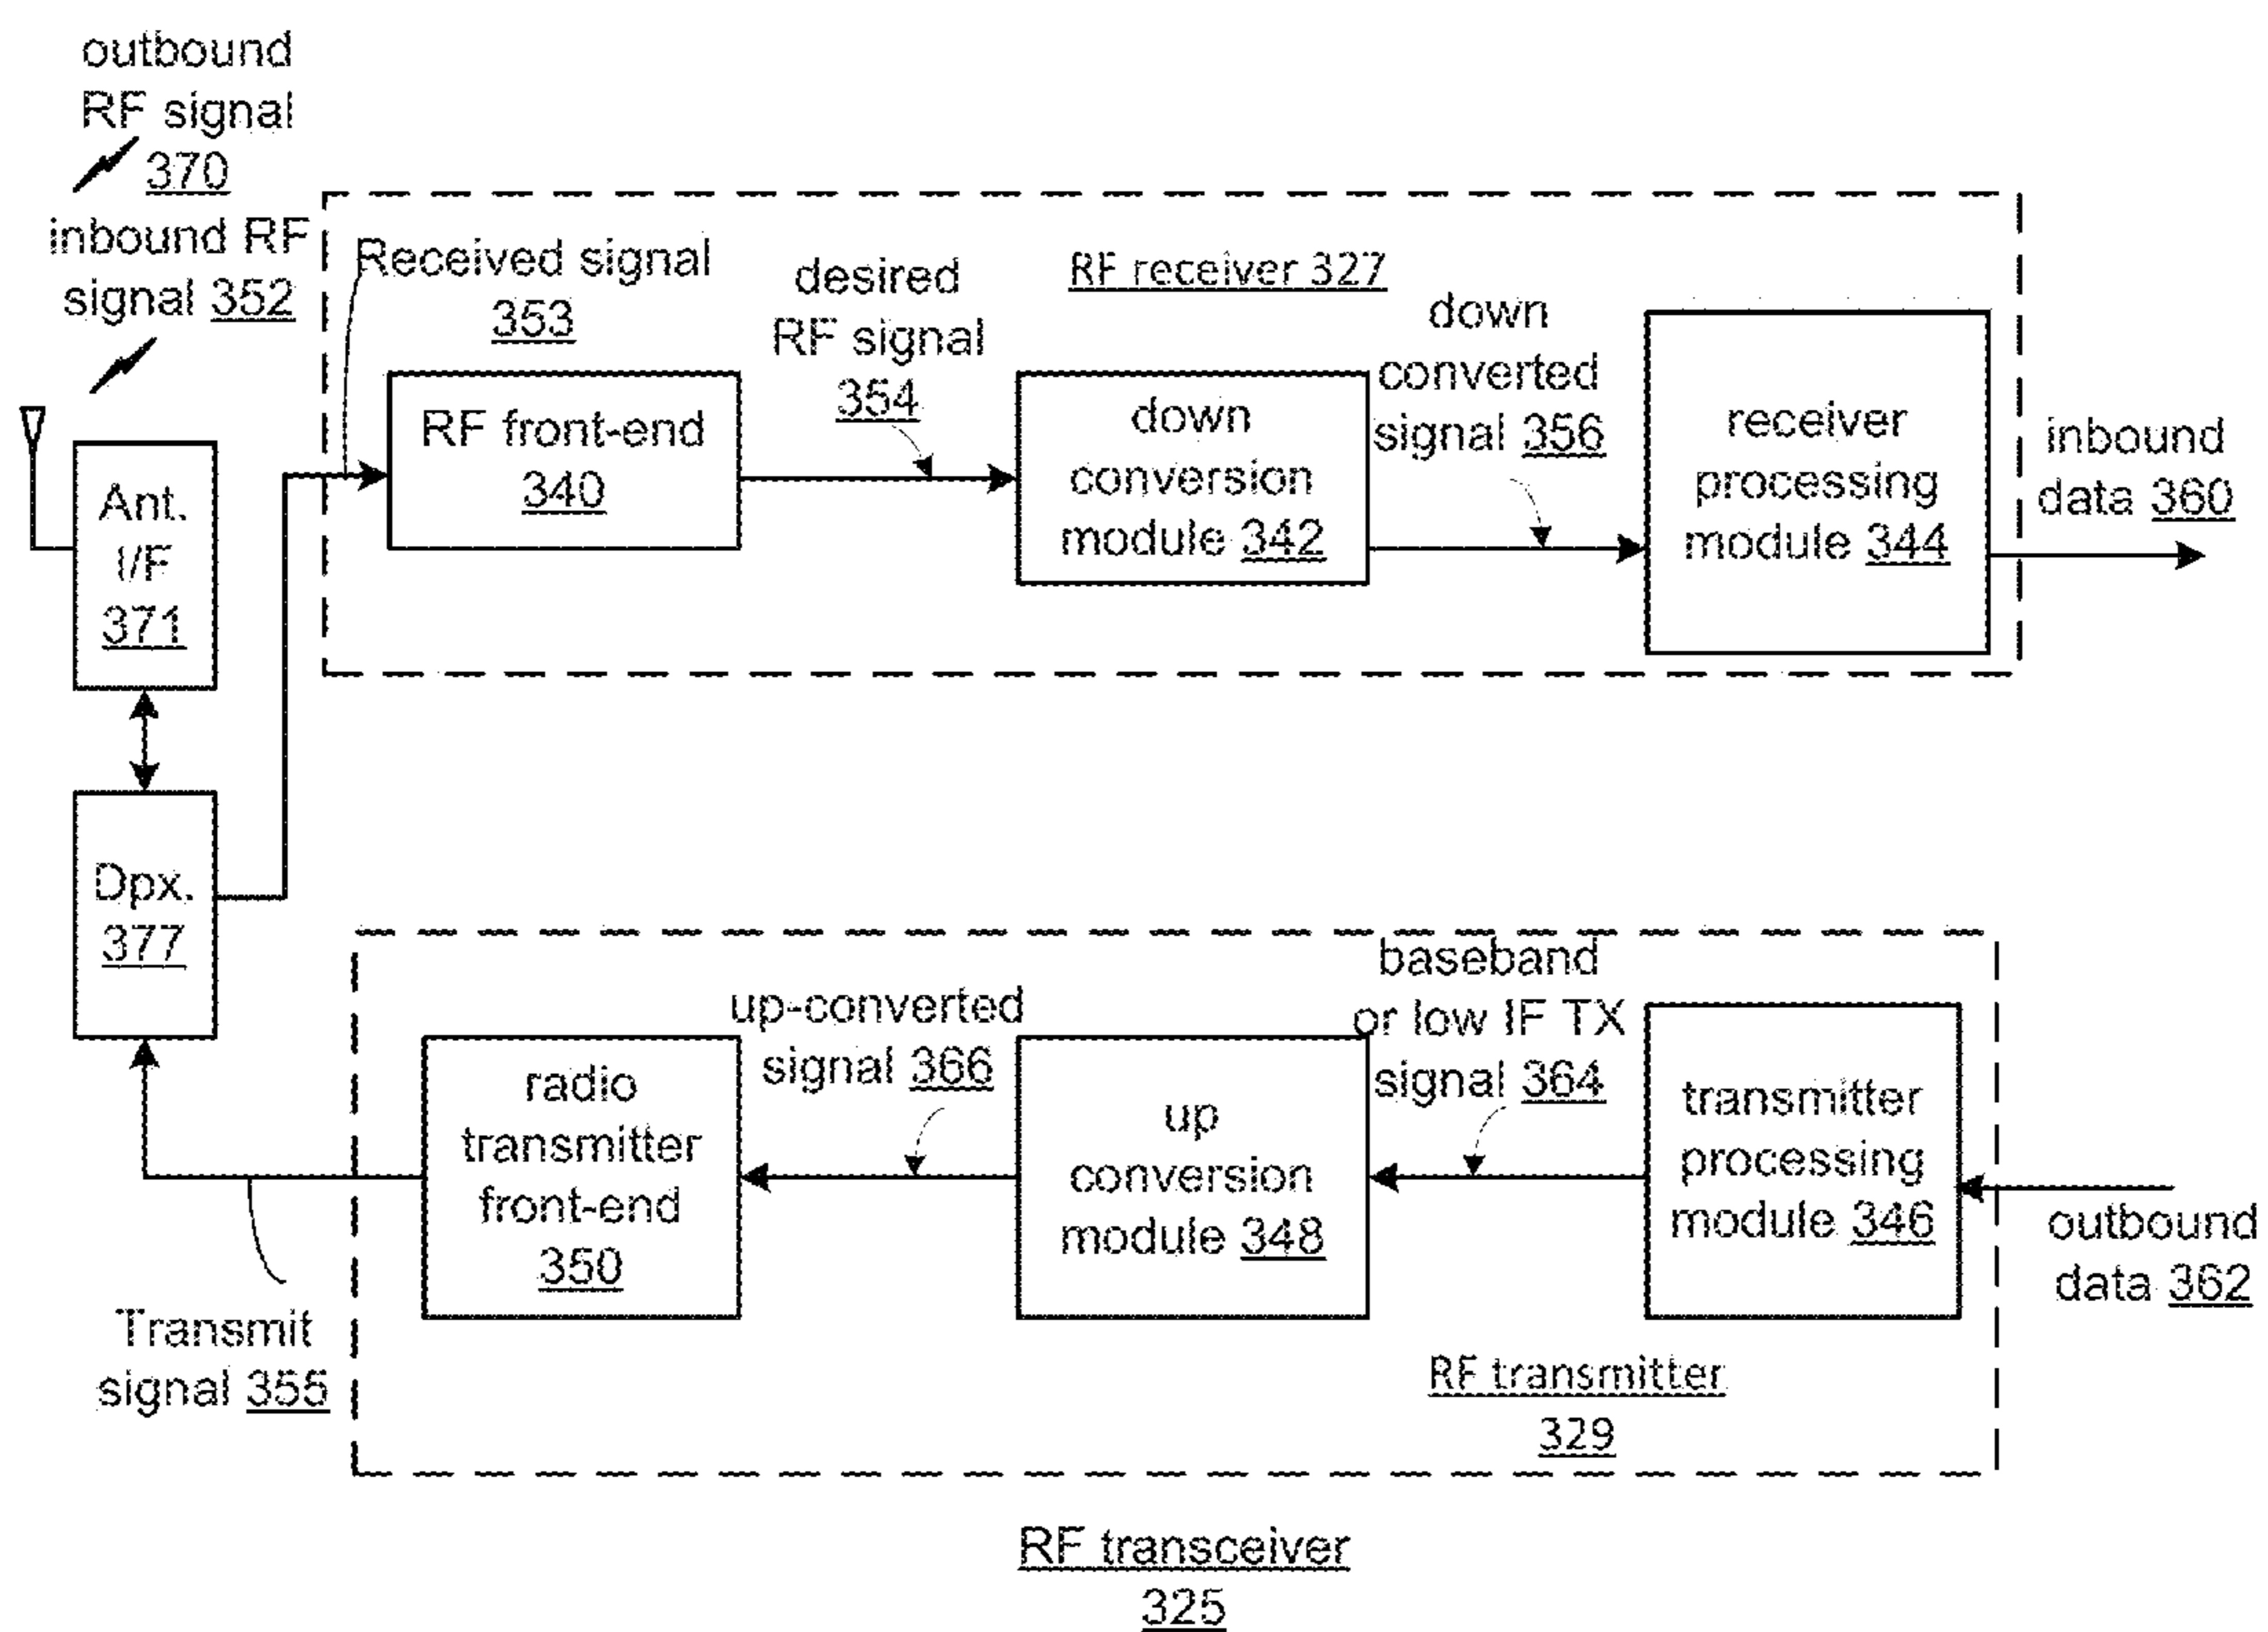 outbound
RF signal
370
inbound RF
signal 352
Received signal
353
desired
RF signal
354
RF receiver 327
down
converted
signal 356
RF front-end
340
down
conversion
module 342
receiver
processing
module 344
inbound
data 360
Ant.
I/F
371
Dpx.
377
up-converted
signal 366
baseband
or low IF TX
signal 364
radio
transmitter
front-end
350
up
conversion
module 348
transmitter
processing
module 346
outbound
data 362
Transmit
signal 355
RF transmitter
329
RF transceiver
325